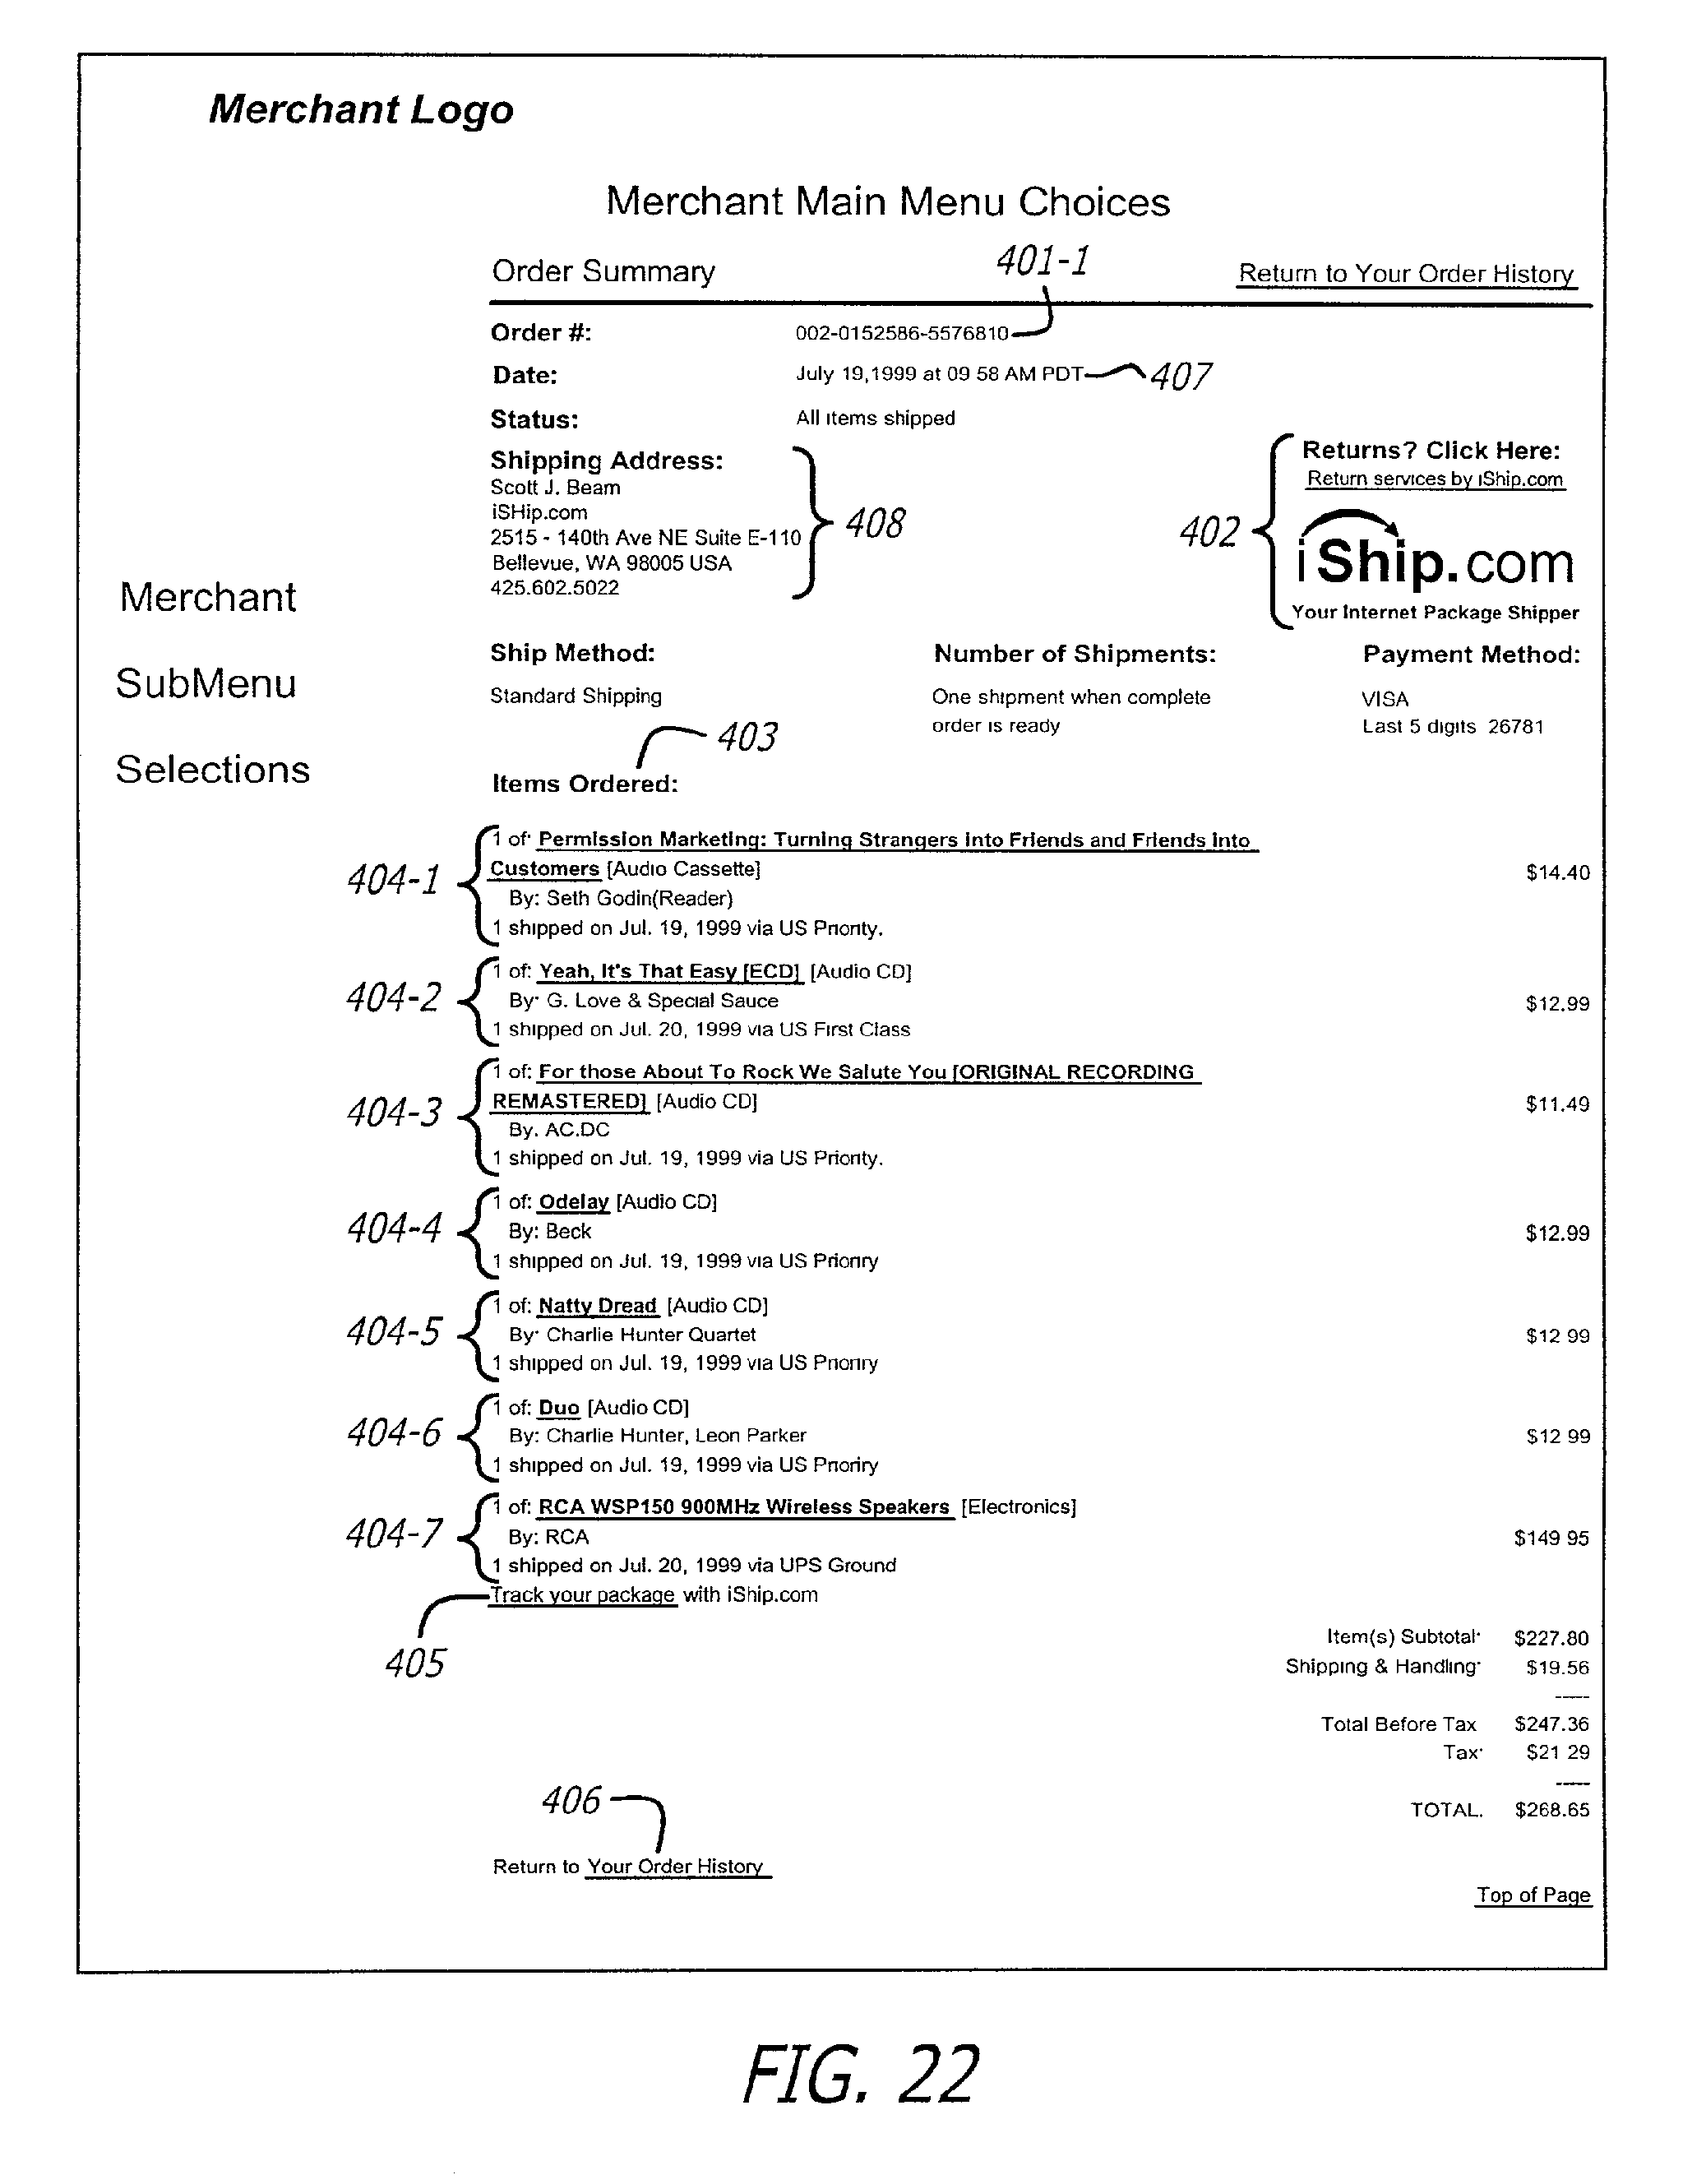 Merchant Logo
Merchant Main Menu Choices
Order Summary
401-1
Return to Your Order History
Order #:
002-0152586-5576810
Date:
July 19,1999 at 09 58 AM PDT
407
Status:
All items shipped
Shipping Address:
Scott J. Beam
iSHip.com
2515 - 140th Ave NE Suite E-110
Bellevue, WA 98005 USA
425.602.5022
408
402
Returns? Click Here:
Return services by iShip.com
iShip.com
Your Internet Package Shipper
Merchant
SubMenu
Selections
Ship Method:
Standard Shipping
Number of Shipments:
One shipment when complete
order is ready
Payment Method:
VISA
Last 5 digits 26781
403
Items Ordered:
404-1
1 of: Permission Marketing: Turning Strangers Into Friends and Friends Into
Customers [Audio Cassette]
$14.40
By: Seth Godin(Reader)
1 shipped on Jul. 19, 1999 via US Priority.
404-2
1 of: Yeah, It's That Easy [ECD] [Audio CD]
By: G. Love & Special Sauce
$12.99
1 shipped on Jul. 20, 1999 via US First Class
404-3
1 of: For those About To Rock We Salute You [ORIGINAL RECORDING
REMASTERED] [Audio CD]
$11.49
By. AC.DC
1 shipped on Jul. 19, 1999 via US Priority.
404-4
1 of: Odelay [Audio CD]
By: Beck
$12.99
1 shipped on Jul. 19, 1999 via US Prionry
404-5
1 of: Natty Dread [Audio CD]
By: Charlie Hunter Quartet
$12 99
1 shipped on Jul. 19, 1999 via US Prionry
404-6
1 of: Duo [Audio CD]
By: Charlie Hunter, Leon Parker
$12 99
1 shipped on Jul. 19, 1999 via US Prioriry
404-7
1 of: RCA WSP150 900MHz Wireless Speakers [Electronics]
By: RCA
$149 95
1 shipped on Jul. 20, 1999 via UPS Ground
Track your package with iShip.com
405
Item(s) Subtotal: $227.80
Shipping & Handling: $19.56
-----
Total Before Tax $247.36
Tax: $21 29
-----
TOTAL. $268.65
406
Return to Your Order History
Top of Page
FIG. 22